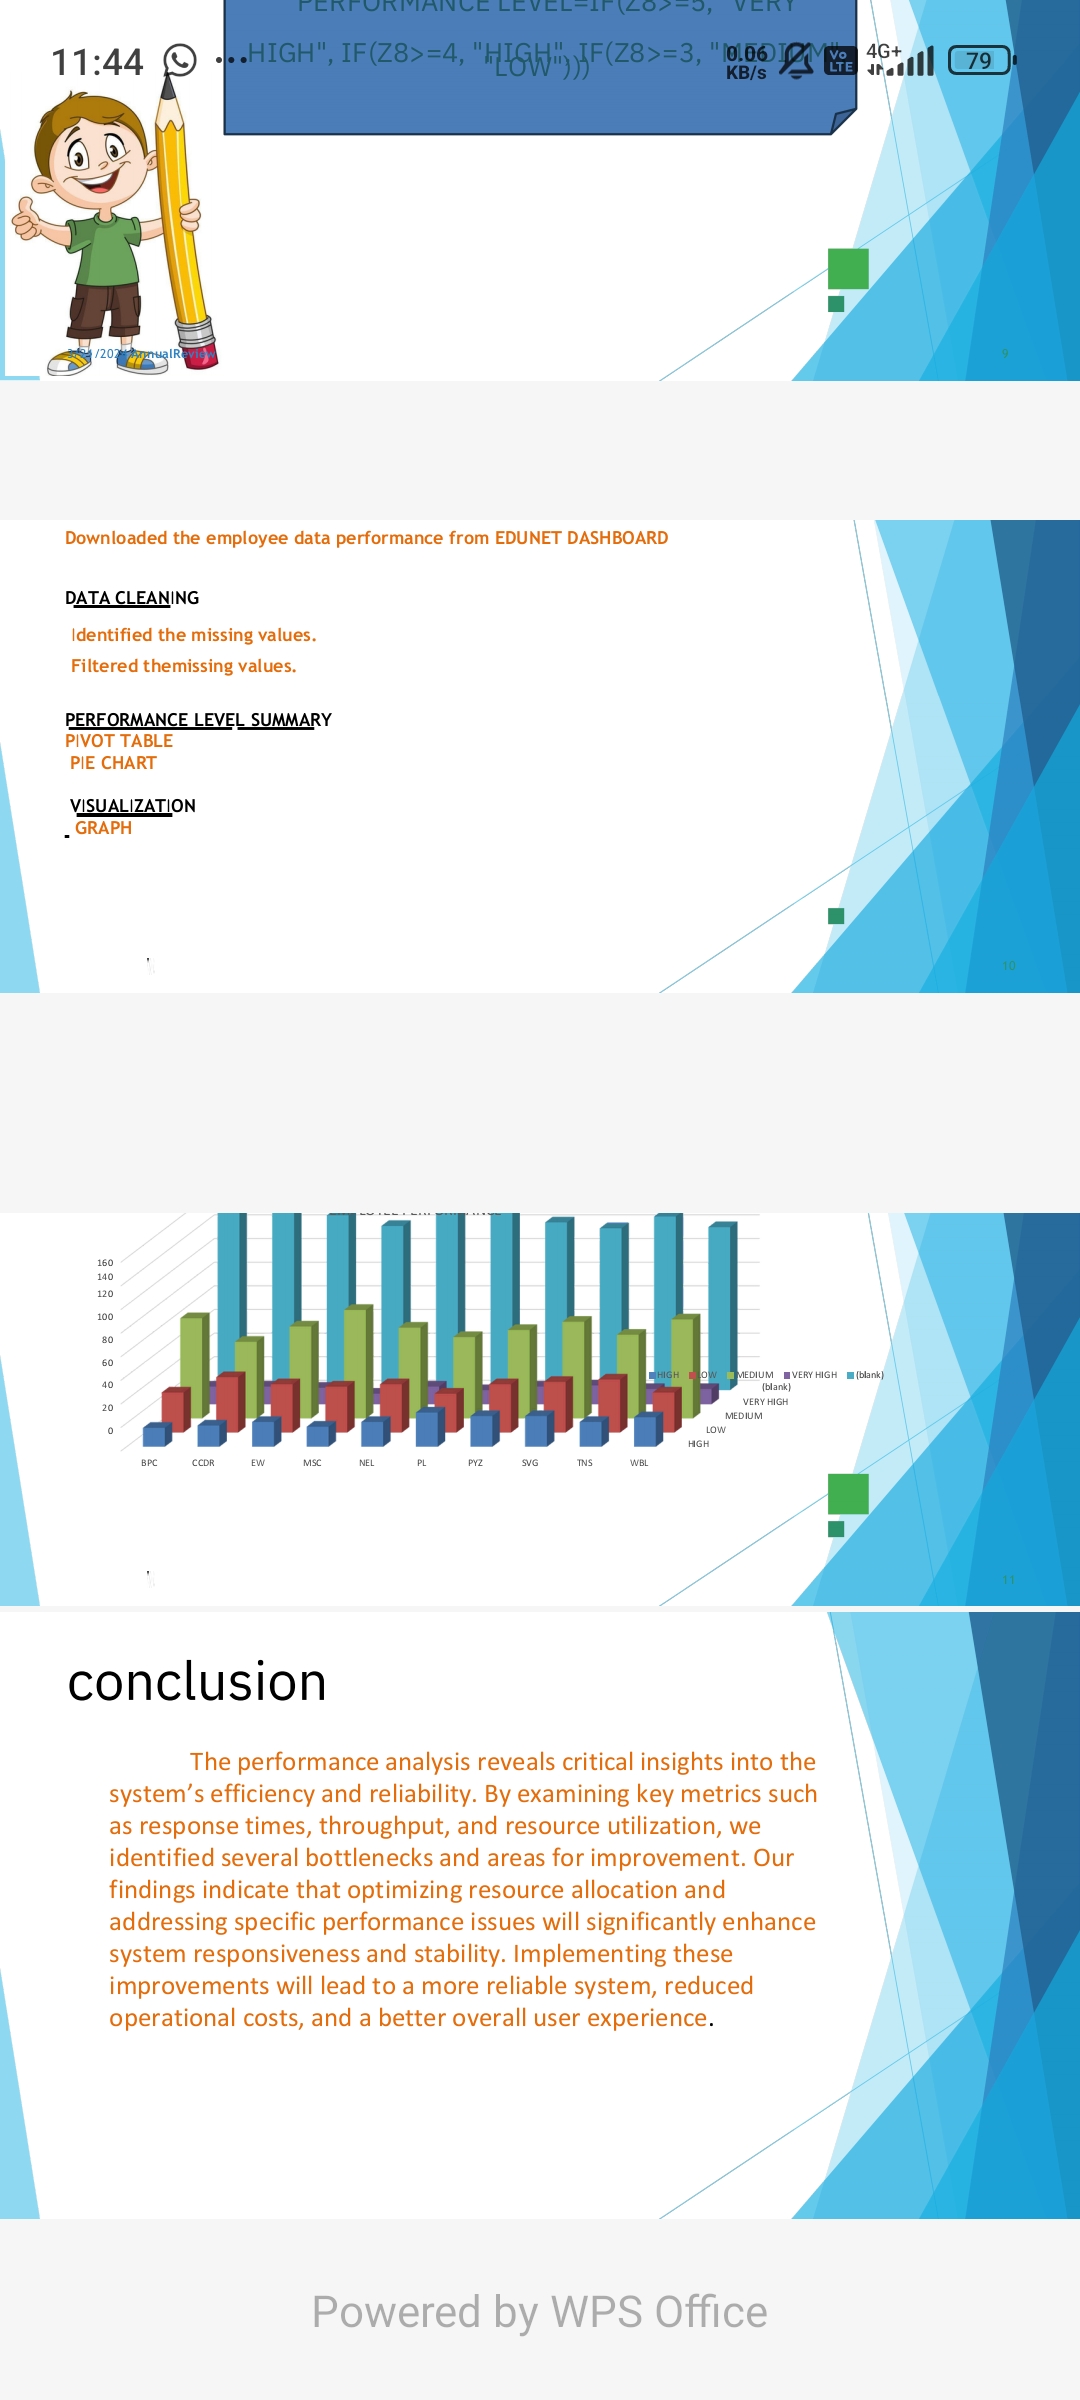 PERFORMANCE LEVEL=IF(Z8>=5, "VERY
HIGH", IF(Z8>=4, "HIGH", IF(Z8>=3, "MEDIUM",
"LOW")))
11:44
0.06
KB/s
Vo
LTE
4G+
79
AnnualReview
9
Downloaded the employee data performance from EDUNET DASHBOARD
DATA CLEANING
Identified the missing values.
Filtered themissing values.
PERFORMANCE LEVEL SUMMARY
PIVOT TABLE
PIE CHART
VISUALIZATION
GRAPH
10
160
140
120
100
80
60
40
20
0
HIGH LOW MEDIUM VERY HIGH (blank)
(blank)
VERY HIGH
MEDIUM
LOW
HIGH
BPC CCDR EW MSC NEL PL PYZ SVG TNS WBL
11
conclusion
The performance analysis reveals critical insights into the
system’s efficiency and reliability. By examining key metrics such
as response times, throughput, and resource utilization, we
identified several bottlenecks and areas for improvement. Our
findings indicate that optimizing resource allocation and
addressing specific performance issues will significantly enhance
system responsiveness and stability. Implementing these
improvements will lead to a more reliable system, reduced
operational costs, and a better overall user experience.
Powered by WPS Office